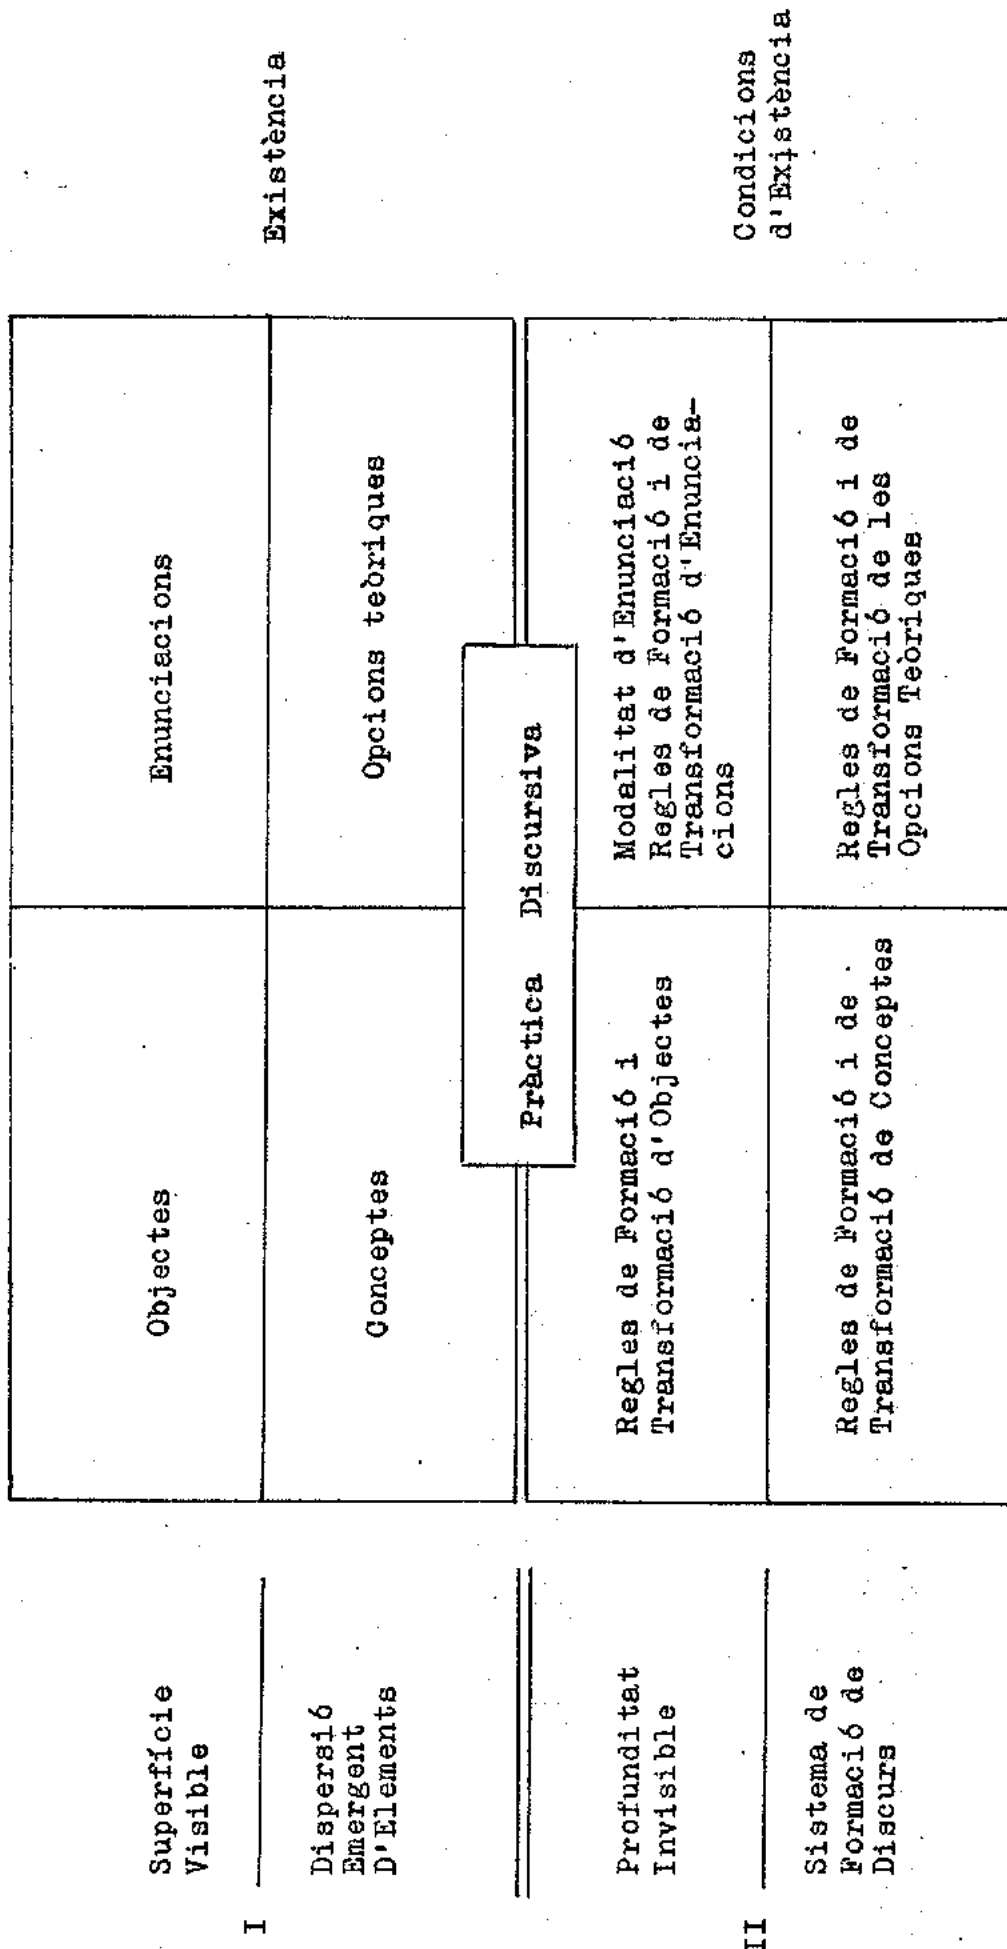 I
Superfície
Visible
Dispersió
Emergent
D'Elements
Objectes
Enunciacions
Conceptes
Opcions teòriques
Existència
Pràctica Discursiva
II
Profunditat
Invisible
Sistema de
Formació de
Discurs
Regles de Formació i
Transformació d'Objectes
Modalitat d'Enunciació
Regles de Formació i de
Transformació d'Enuncia-
cions
Regles de Formació i de
Transformació de Conceptes
Regles de Formació i de
Transformació de les
Opcions Teòriques
Condicions
d'Existència